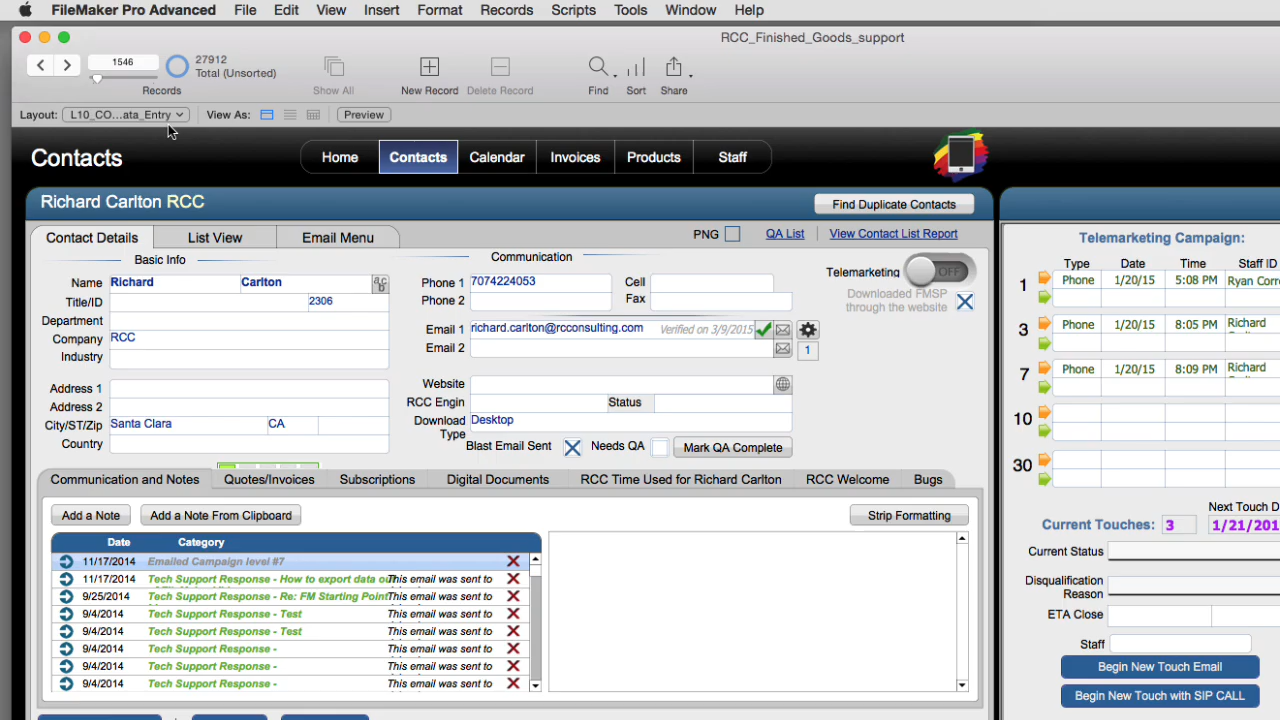 FileMaker Pro Advanced File Edit View Insert Format Records Scripts Tools Window Help
RCC_Finished_Goods_support
1546
27912
Total (Unsorted)
Records Show All New Record Delete Record Find Sort Share
Layout: L10_CO...ata_Entry View As: Preview
Contacts
Home Contacts Calendar Invoices Products Staff
Richard Carlton RCC
Find Duplicate Contacts
Contact Details List View Email Menu
PNG QA List View Contact List Report
Basic Info
Name Richard Carlton
Title/ID 2306
Department
Company RCC
Industry
Address 1
Address 2
City/ST/Zip Santa Clara CA
Country
Communication
Phone 1 7074224053 Cell
Phone 2 Fax
Email 1 richard.carlton@rcconsulting.com Verified on 3/9/2015
Email 2 1
Website
RCC Engin Status
Download Type Desktop
Blast Email Sent Needs QA Mark QA Complete
Telemarketing OFF
Downloaded FMSP
through the website
Communication and Notes Quotes/Invoices Subscriptions Digital Documents RCC Time Used for Richard Carlton RCC Welcome Bugs
Add a Note Add a Note From Clipboard Strip Formatting
Date Category
11/17/2014 Emailed Campaign level #7
11/17/2014 Tech Support Response - How to export data ou This email was sent to
9/25/2014 Tech Support Response - Re: FM Starting Point This email was sent to
9/4/2014 Tech Support Response - Test This email was sent to
9/4/2014 Tech Support Response - Test This email was sent to
9/4/2014 Tech Support Response - This email was sent to
9/4/2014 Tech Support Response - This email was sent to
9/4/2014 Tech Support Response - This email was sent to
Telemarketing Campaign:
Type Date Time Staff ID
1 Phone 1/20/15 5:08 PM Ryan Corre
3 Phone 1/20/15 8:05 PM Richard
7 Phone 1/20/15 8:09 PM Richard
10
30
Next Touch D
Current Touches: 3 1/21/201
Current Status
Disqualification
Reason
ETA Close
Staff
Begin New Touch Email
Begin New Touch with SIP CALL